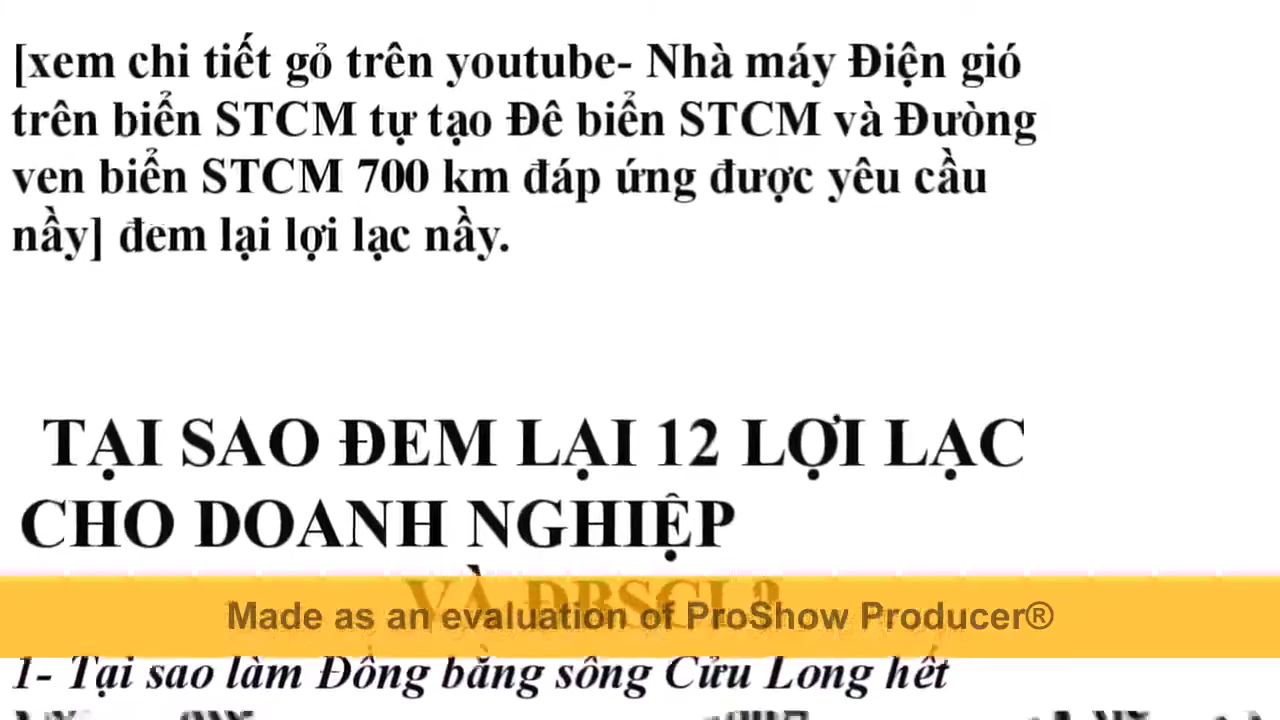 [xem chi tiết gỏ trên youtube- Nhà máy Điện gió
trên biển STCM tự tạo Đê biển STCM và Đưòng
ven biển STCM 700 km đáp ứng được yêu cầu
nầy] đem lại lợi lạc nầy.
TẠI SAO ĐEM LẠI 12 LỢI LẠC
CHO DOANH NGHIỆP
VÀ ĐBSCL?
Made as an evaluation of ProShow Producer®
1- Tại sao làm Đồng bằng sông Cửu Long hết